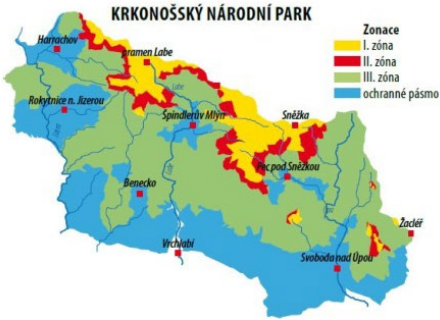 KRKONOŠSKÝ NÁRODNÍ PARK
Zonace
I. zóna
II. zóna
III. zóna
ochranné pásmo
Harrachov
pramen Labe
Labe
Rokytnice n. Jizerou
Špindlerův Mlýn
Sněžka
Pec pod Sněžkou
Benecko
Vrchlabí
Svoboda nad Úpou
Žacléř